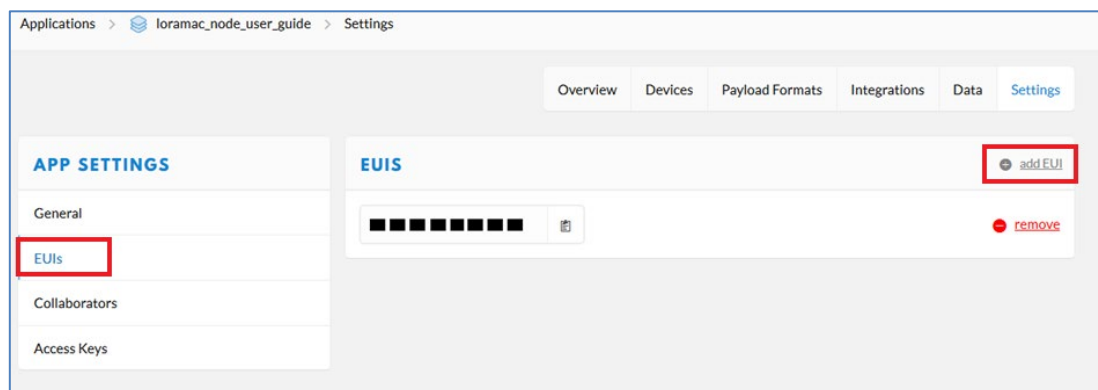 Applications > loramac_node_user_guide > Settings
Overview Devices Payload Formats Integrations Data Settings
APP SETTINGS
EUIS
add EUI
General
remove
EUIs
Collaborators
Access Keys